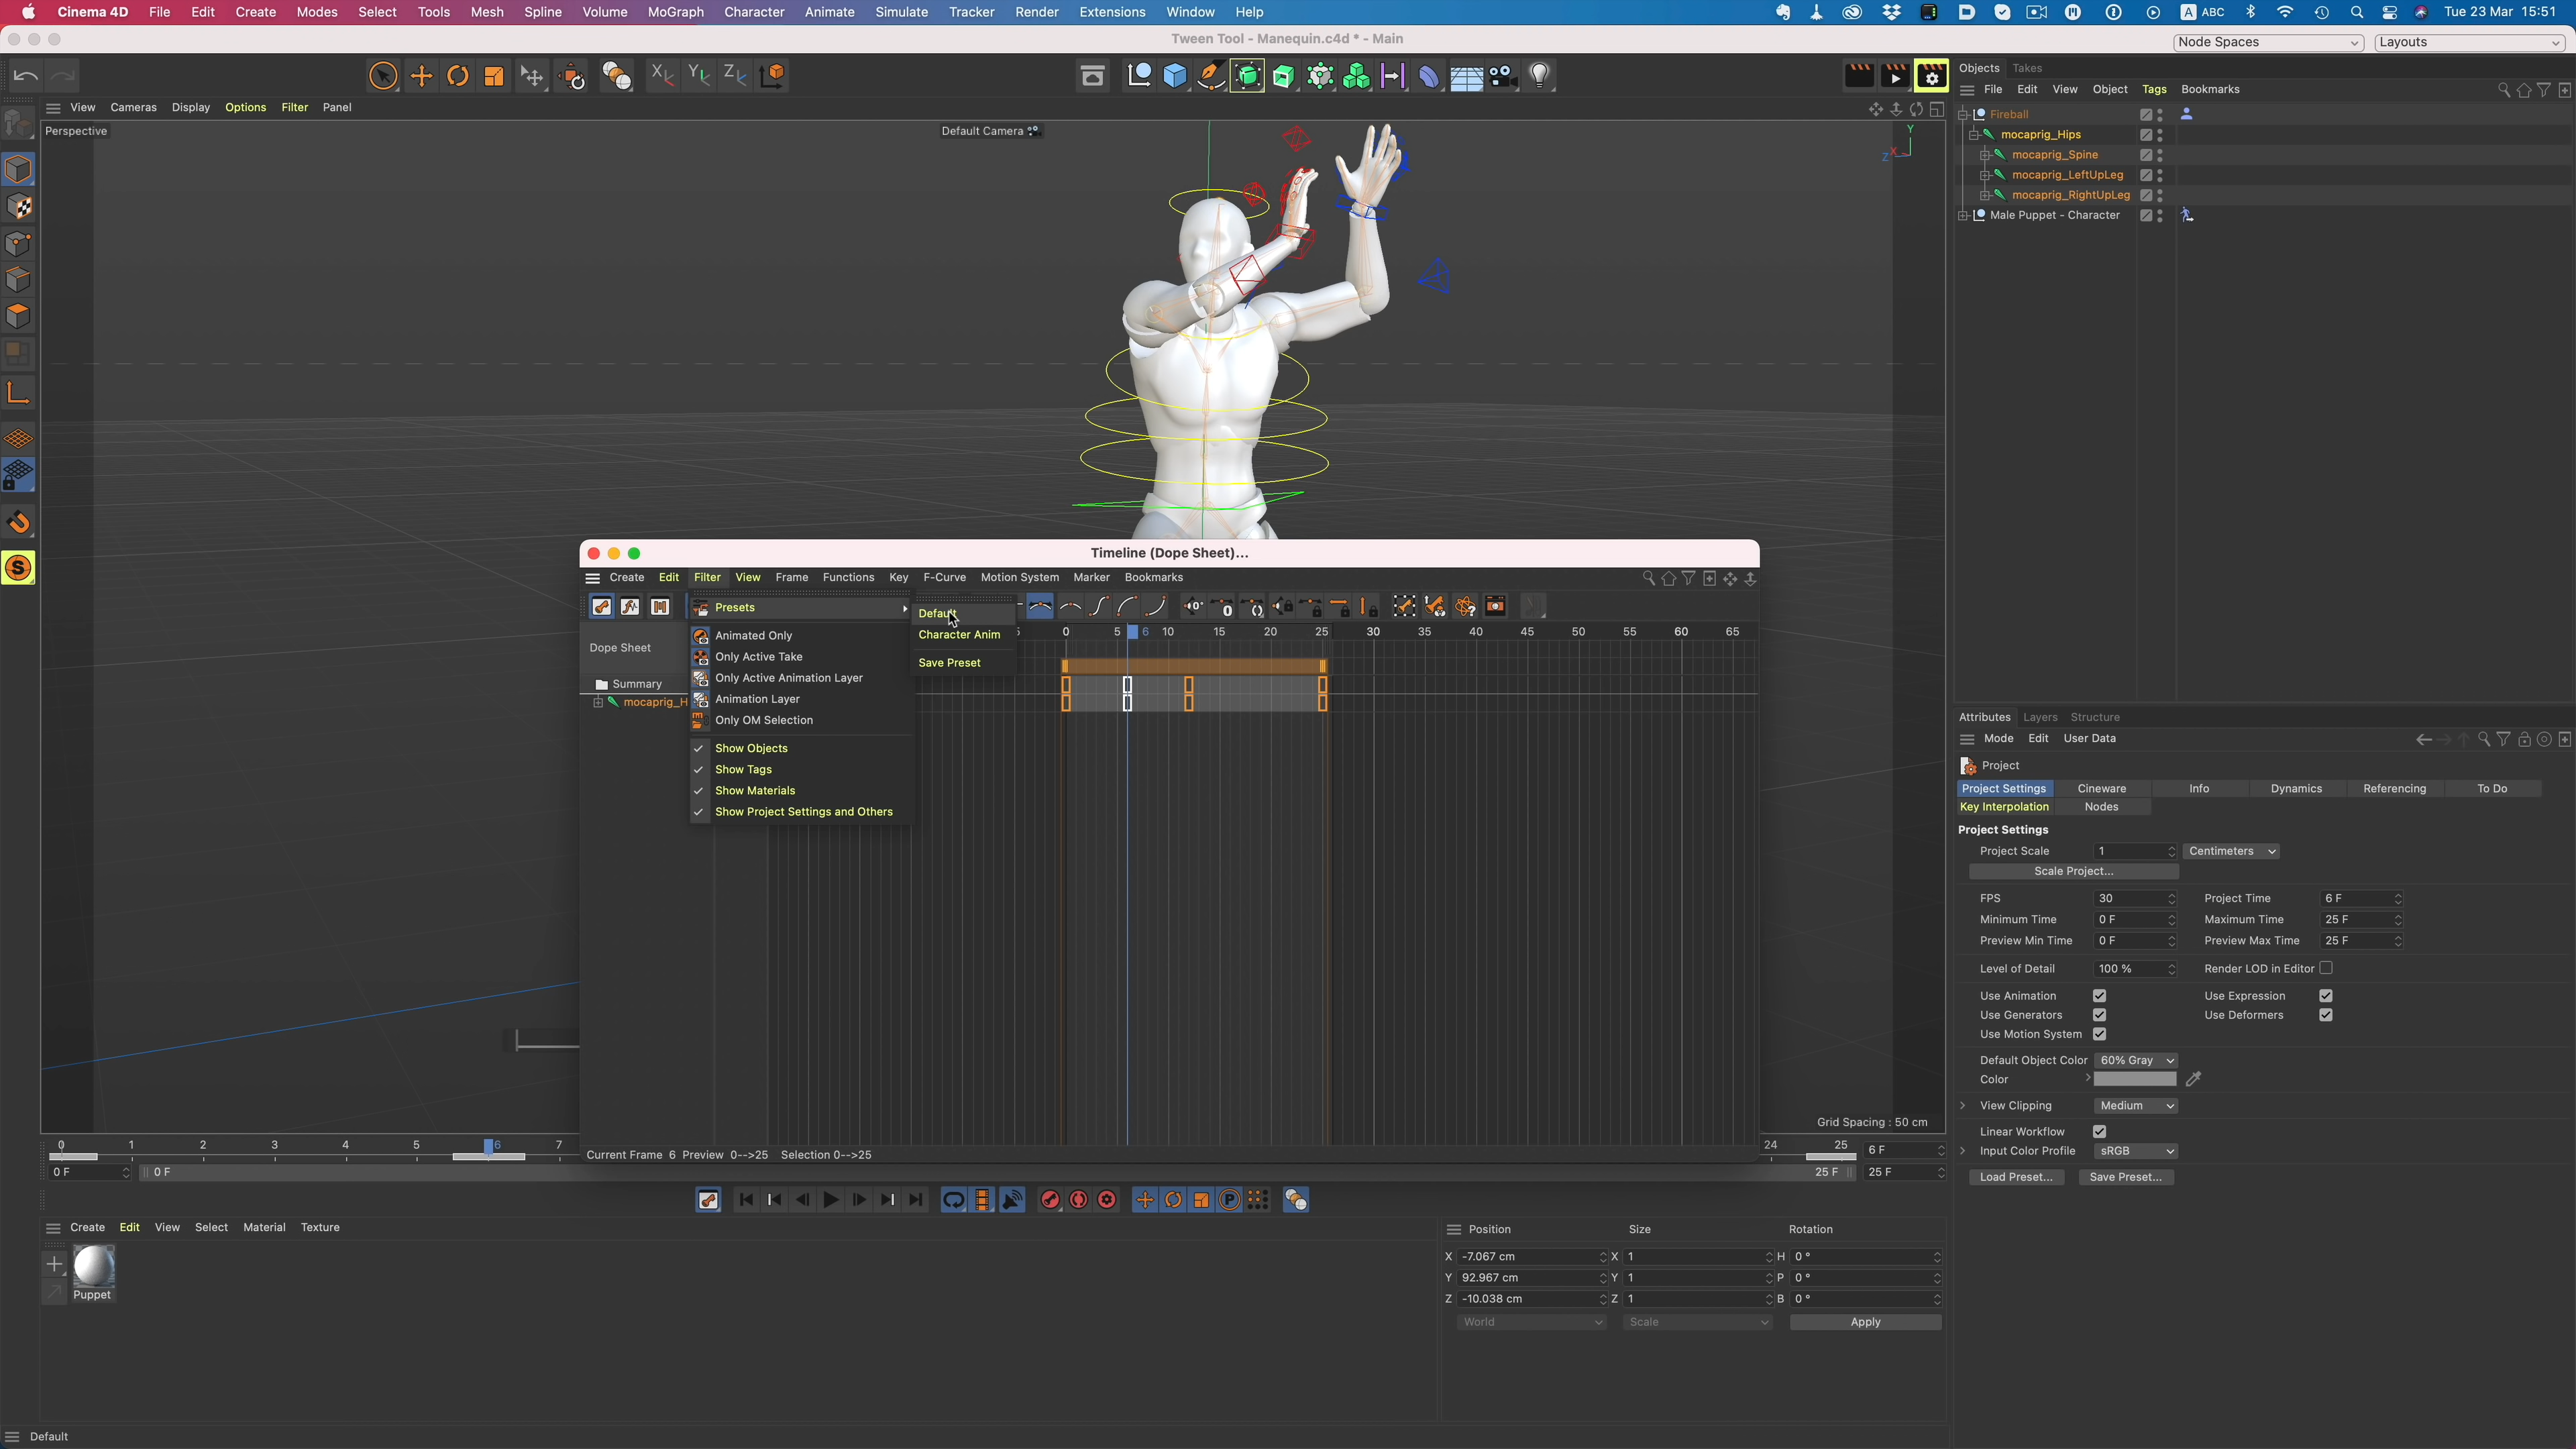 Cinema 4D File Edit Create Modes Select Tools Mesh Spline Volume MoGraph Character Animate Simulate Tracker Render Extensions Window Help
A ABC Tue 23 Mar 15:51
Tween Tool - Manequin.c4d * - Main
Node Spaces Layouts
X Y Z
Objects Takes
View Cameras Display Options Filter Panel
File Edit View Object Tags Bookmarks
Perspective
Default Camera
Y
X
Z
Fireball
mocaprig_Hips
mocaprig_Spine
mocaprig_LeftUpLeg
mocaprig_RightUpLeg
Male Puppet - Character
S
Timeline (Dope Sheet)...
Create Edit Filter View Frame Functions Key F-Curve Motion System Marker Bookmarks
Presets
Default
Character Anim
Save Preset
Animated Only
Only Active Take
Only Active Animation Layer
Animation Layer
Only OM Selection
Show Objects
Show Tags
Show Materials
Show Project Settings and Others
5 0 5 6 10 15 20 25 30 35 40 45 50 55 60 65
Dope Sheet
Summary
mocaprig_H
Current Frame 6 Preview 0-->25 Selection 0-->25
Attributes Layers Structure
Mode Edit User Data
Project
Project Settings Cineware Info Dynamics Referencing To Do
Key Interpolation Nodes
Project Settings
Project Scale 1 Centimeters
Scale Project...
FPS 30 Project Time 6 F
Minimum Time 0 F Maximum Time 25 F
Preview Min Time 0 F Preview Max Time 25 F
Level of Detail 100 % Render LOD in Editor
Use Animation Use Expression
Use Generators Use Deformers
Use Motion System
Default Object Color 60% Gray
Color
View Clipping Medium
Linear Workflow
Input Color Profile sRGB
Load Preset... Save Preset...
Grid Spacing : 50 cm
0 1 2 3 4 5 6 7 24 25 6 F
0 F 0 F 25 F 25 F
P
Create Edit View Select Material Texture
Puppet
Position Size Rotation
X -7.067 cm X 1 H 0 °
Y 92.967 cm Y 1 P 0 °
Z -10.038 cm Z 1 B 0 °
World Scale Apply
Default